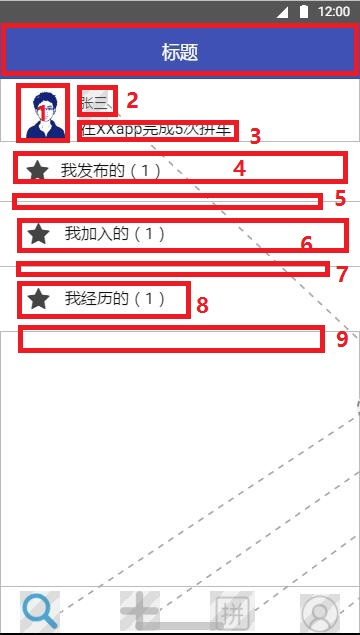 12:00
标题
1
张三 2
在XXapp完成5次拼车 3
我发布的（1） 4
5
我加入的（1） 6
7
我经历的（1） 8
9
拼